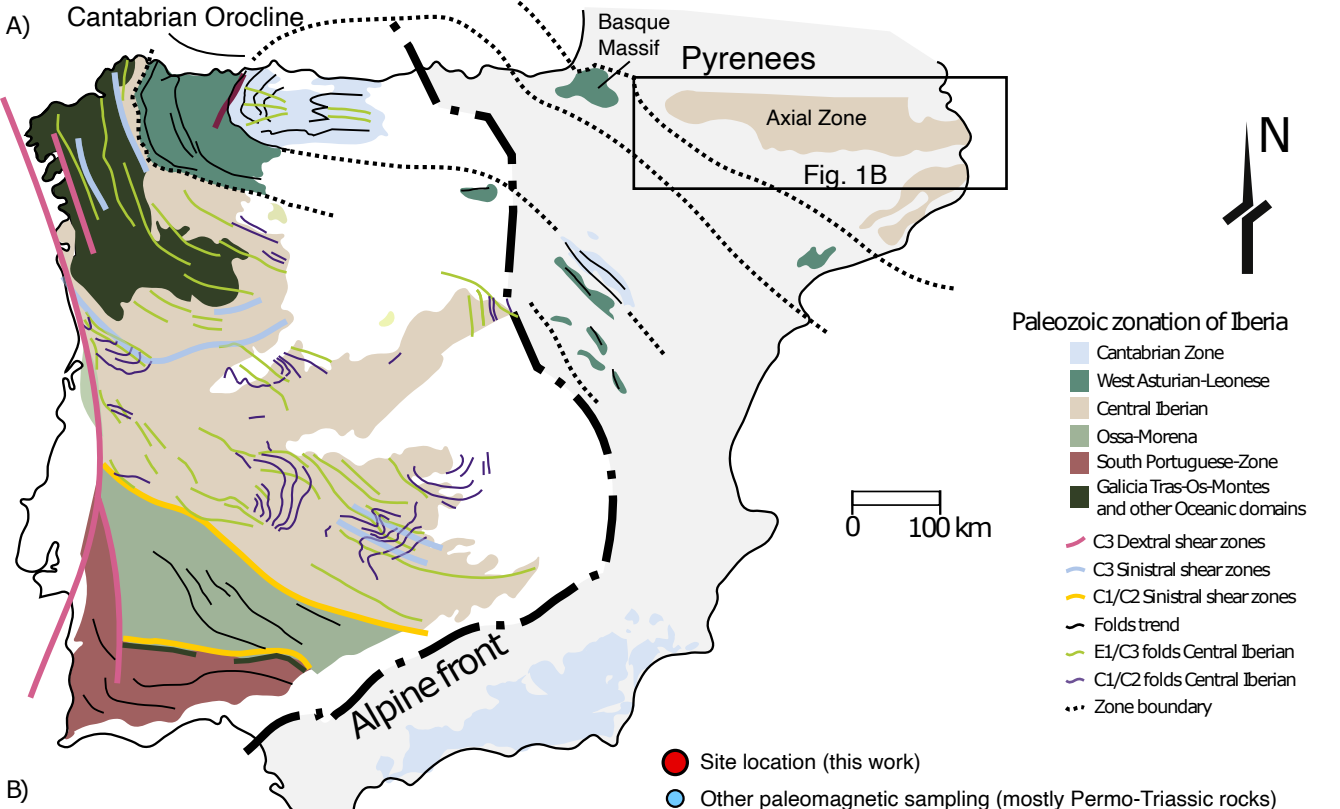 A)
Cantabrian Orocline
Basque
Massif
Pyrenees
Axial Zone
Fig. 1B
N
Paleozoic zonation of Iberia
Cantabrian Zone
West Asturian-Leonese
Central Iberian
Ossa-Morena
South Portuguese-Zone
Galicia Tras-Os-Montes
and other Oceanic domains
C3 Dextral shear zones
C3 Sinistral shear zones
C1/C2 Sinistral shear zones
Folds trend
E1/C3 folds Central Iberian
C1/C2 folds Central Iberian
Zone boundary
0 100 km
Alpine front
B)
Site location (this work)
Other paleomagnetic sampling (mostly Permo-Triassic rocks)